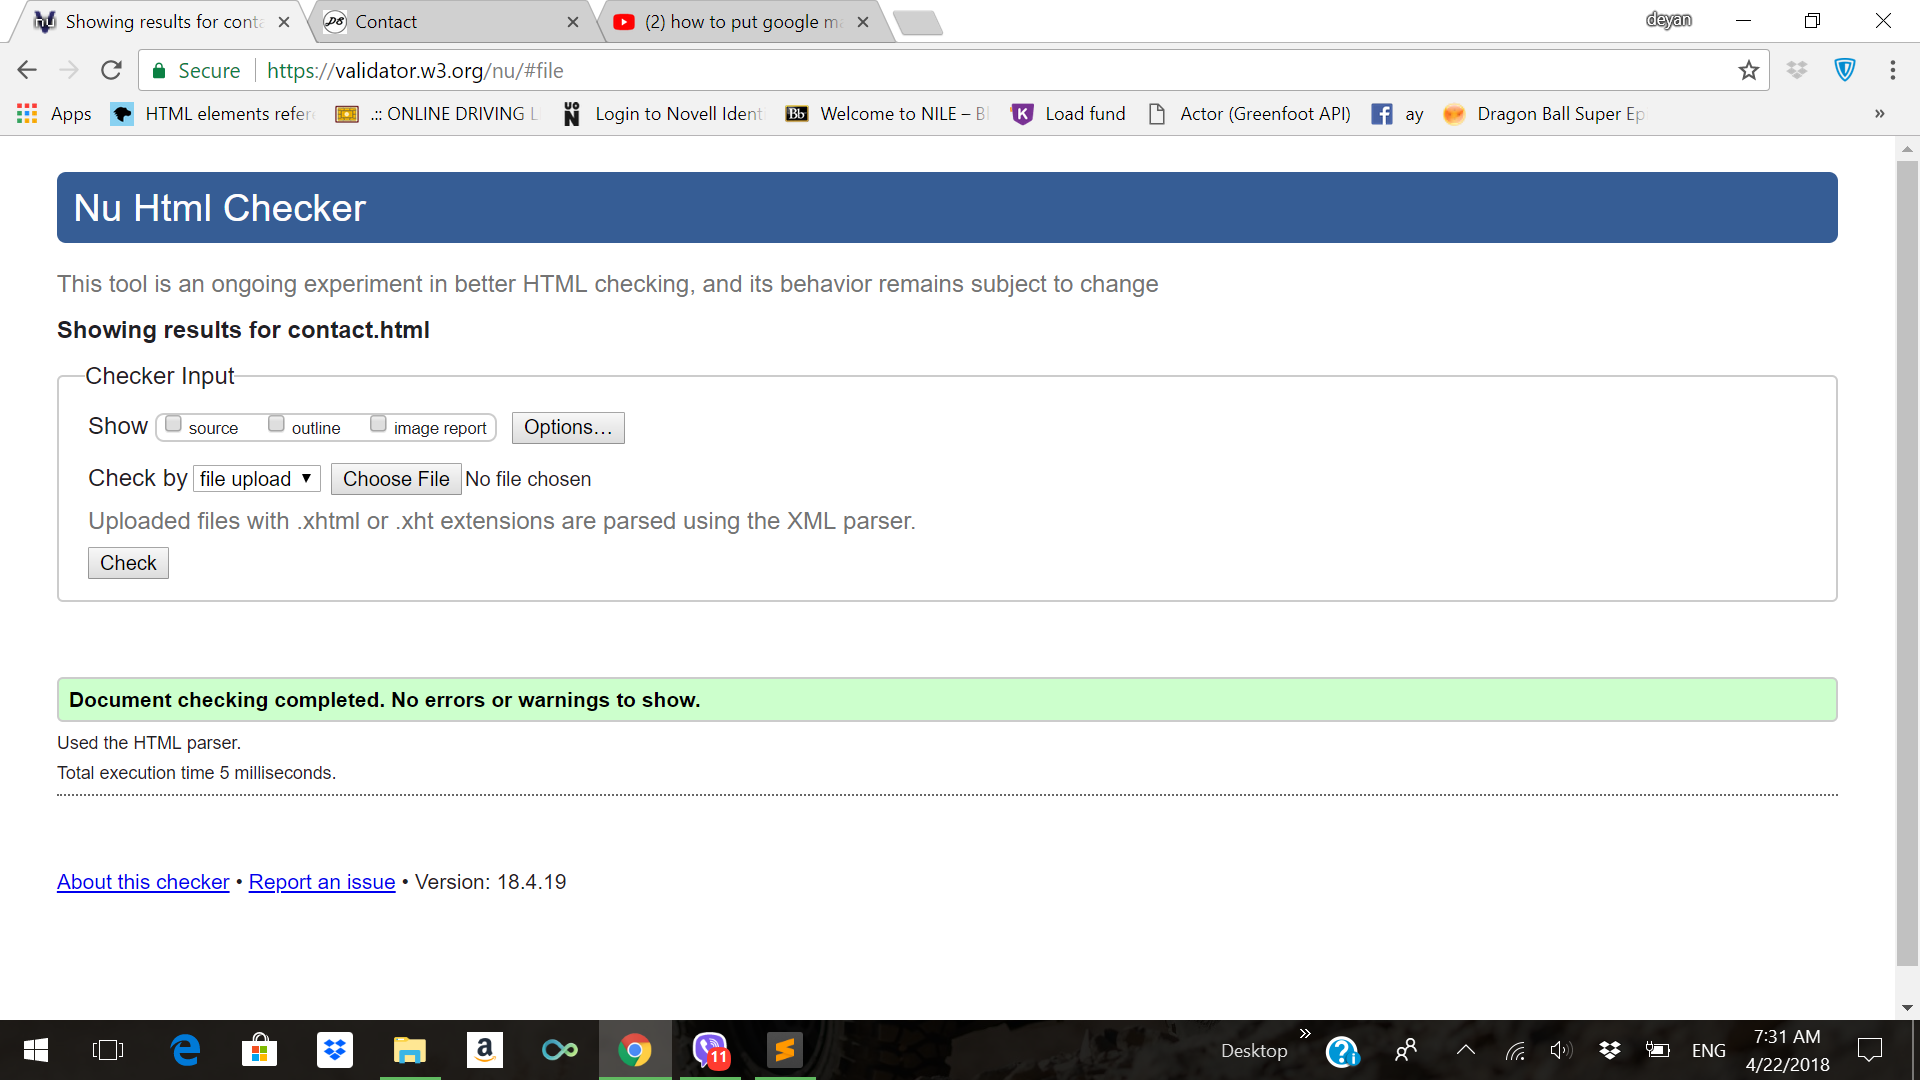 Showing results for conta
Contact
(2) how to put google ma
deyan
Secure
https://validator.w3.org/nu/#file
Apps
HTML elements refer
.:: ONLINE DRIVING L
Login to Novell Identi
Welcome to NILE – Bl
Load fund
Actor (Greenfoot API)
ay
Dragon Ball Super Ep
»
Nu Html Checker
This tool is an ongoing experiment in better HTML checking, and its behavior remains subject to change
Showing results for contact.html
Checker Input
Show source outline image report Options...
Check by file upload Choose File No file chosen
Uploaded files with .xhtml or .xht extensions are parsed using the XML parser.
Check
Document checking completed. No errors or warnings to show.
Used the HTML parser.
Total execution time 5 milliseconds.
About this checker • Report an issue • Version: 18.4.19
11
Desktop
ENG
7:31 AM
4/22/2018